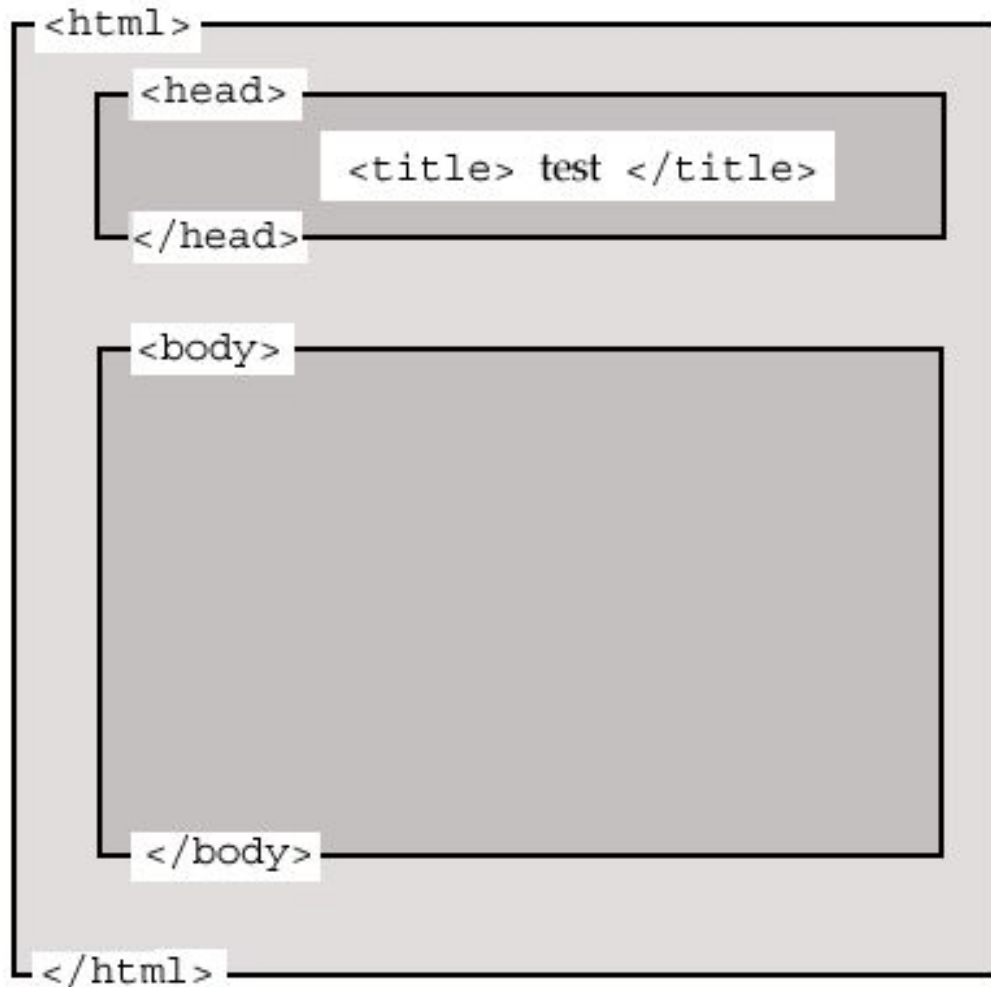 <html>
<head>
<title> test </title>
</head>
<body>
</body>
</html>